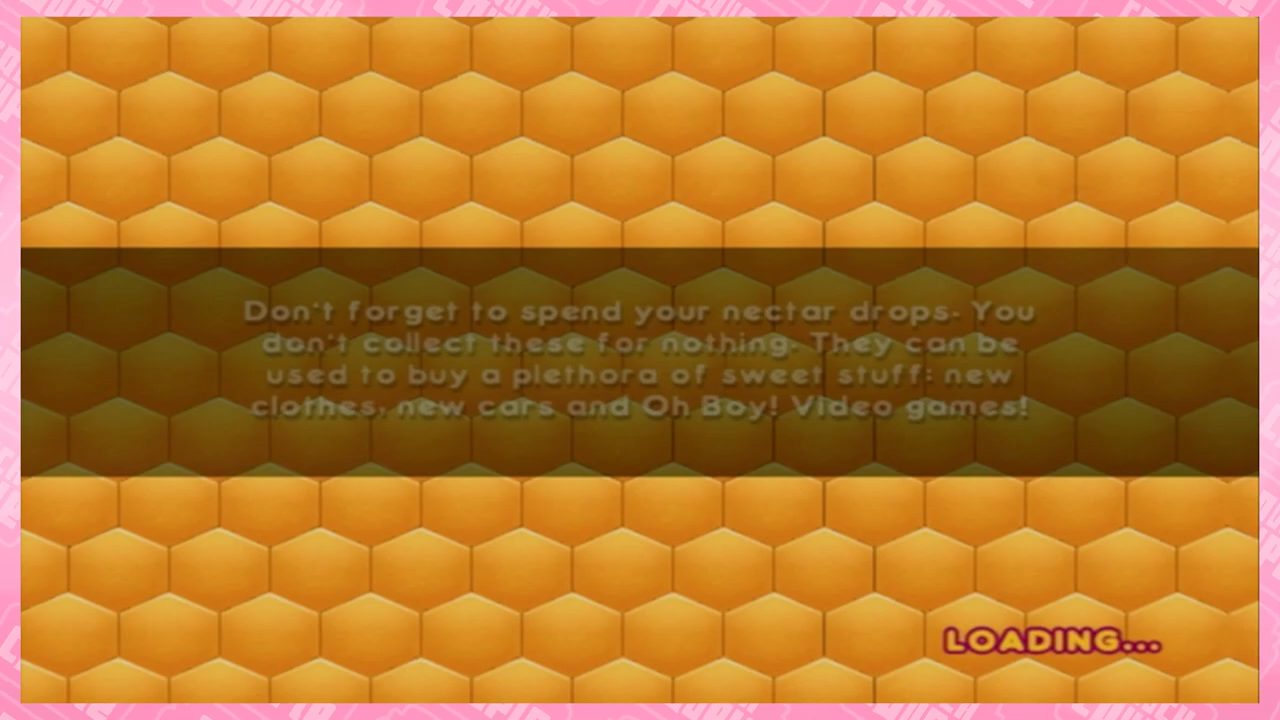 Don't forget to spend your nectar drops. You
don't collect these for nothing. They can be
used to buy a plethora of sweet stuff: new
clothes, new cars and Oh Boy! Video games!
LOADING...